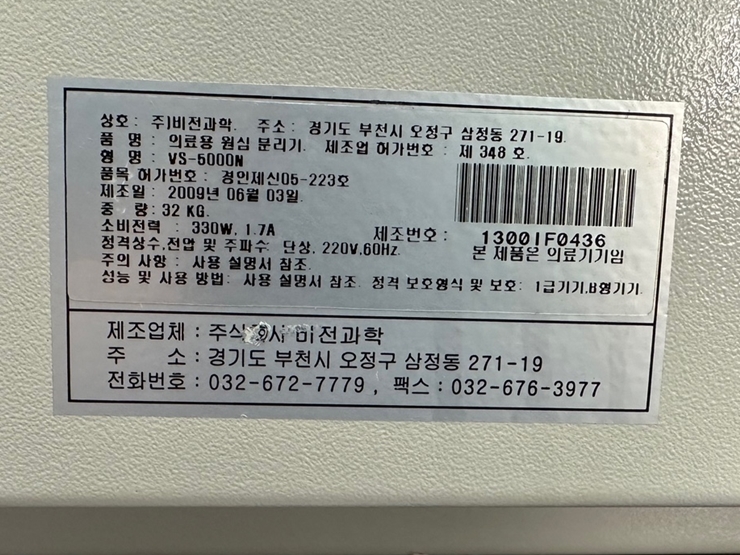 상호 : 주)비전과학. 주소 : 경기도 부천시 오정구 삼정동 271-19.
품 명 : 의료용 원심 분리기. 제조업 허가번호 : 제 348 호.
형 명 : VS-5000N
품목 허가번호 : 경인제신05-223호
제조일 : 2009년 06월 03일.
중 량 : 32 KG.
소비전력 : 330W, 1.7A
제조번호 : 13001F0436
정격상수,전압 및 주파수 : 단상, 220V,60Hz. 본 제품은 의료기기임
주의 사항 : 사용 설명서 참조.
성능 및 사용 방법: 사용 설명서 참조. 정격 보호형식 및 보호: 1급기기,B형기기.
제조업체 : 주식회사 비전과학
주 소 : 경기도 부천시 오정구 삼정동 271-19
전화번호 : 032-672-7779 , 팩스 : 032-676-3977